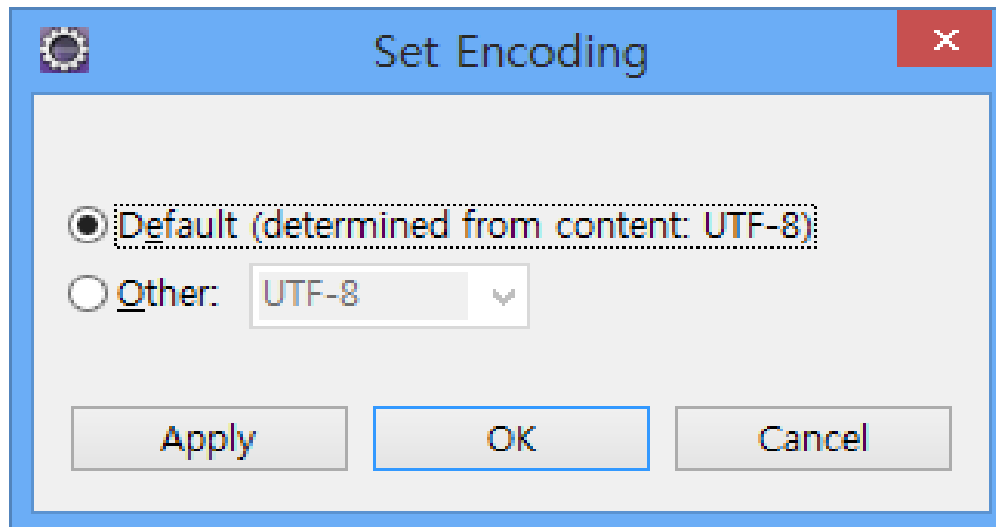 Set Encoding
Default (determined from content: UTF-8)
Other: UTF-8
Apply OK Cancel